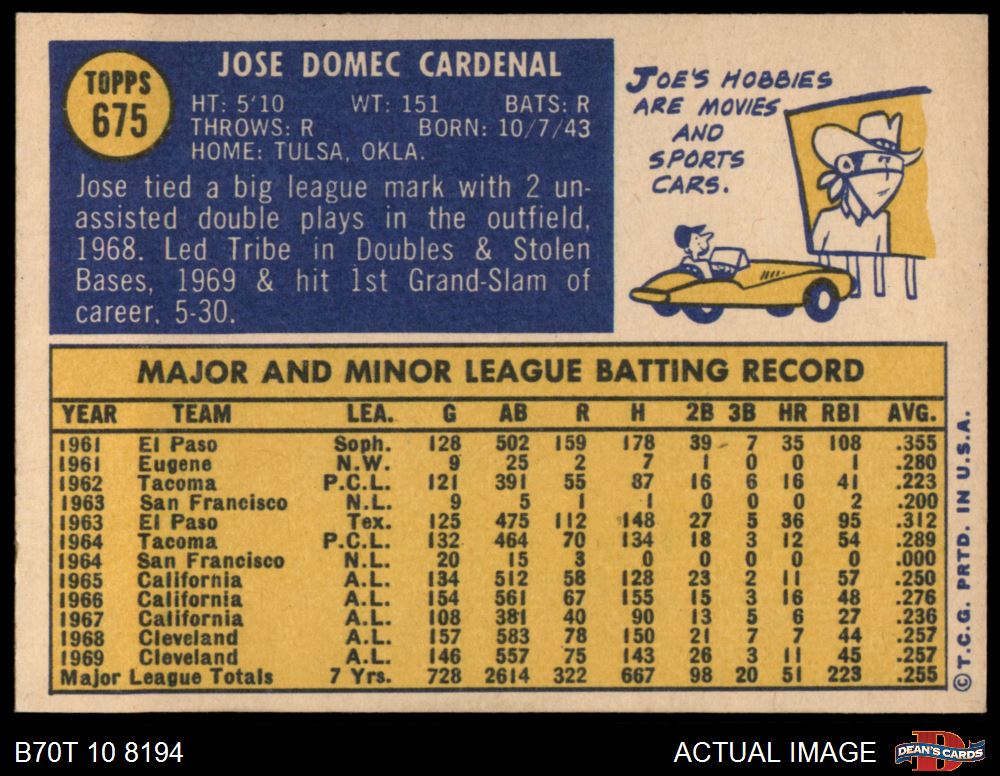 TOPPS
675
JOSE DOMEC CARDENAL
HT: 5'10 WT: 151 BATS: R
THROWS: R BORN: 10/7/43
HOME: TULSA, OKLA.
Jose tied a big league mark with 2 un-
assisted double plays in the outfield,
1968. Led Tribe in Doubles & Stolen
Bases, 1969 & hit 1st Grand-Slam of
career, 5-30.
JOE'S HOBBIES
ARE MOVIES
AND
SPORTS
CARS.
MAJOR AND MINOR LEAGUE BATTING RECORD
YEAR TEAM LEA. G AB R H 2B 3B HR RBI AVG.
1961 El Paso Soph. 128 502 159 178 39 7 35 108 .355
1961 Eugene N.W. 9 25 2 7 1 0 0 1 .280
1962 Tacoma P.C.L. 121 391 55 87 16 6 16 41 .223
1963 San Francisco N.L. 9 5 1 1 0 0 0 2 .200
1963 El Paso Tex. 125 475 112 148 27 5 36 95 .312
1964 Tacoma P.C.L. 132 464 70 134 18 3 12 54 .289
1964 San Francisco N.L. 20 15 3 0 0 0 0 0 .000
1965 California A.L. 134 512 58 128 23 2 11 57 .250
1966 California A.L. 154 561 67 155 15 3 16 48 .276
1967 California A.L. 108 381 40 90 13 5 6 27 .236
1968 Cleveland A.L. 157 583 78 150 21 7 7 44 .257
1969 Cleveland A.L. 146 557 75 143 26 3 11 45 .257
Major League Totals 7 Yrs. 728 2614 322 667 98 20 51 223 .255
©T.C.G. PRTD. IN U.S.A.
B70T 10 8194
ACTUAL IMAGE
DEAN'S CARDS